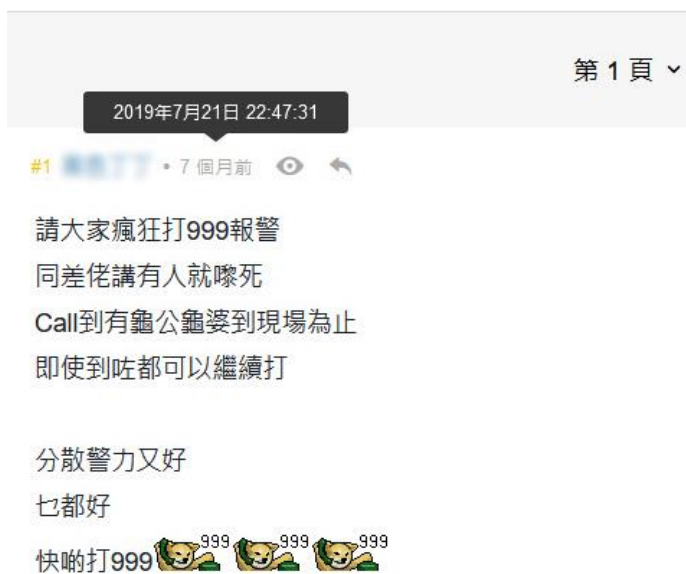 第 1 頁
2019年7月21日 22:47:31
#1 • 7 個月前
請大家瘋狂打999報警
同差佬講有人就嚟死
Call到有龜公龜婆到現場為止
即使到咗都可以繼續打
分散警力又好
乜都好
快啲打999 999 999 999